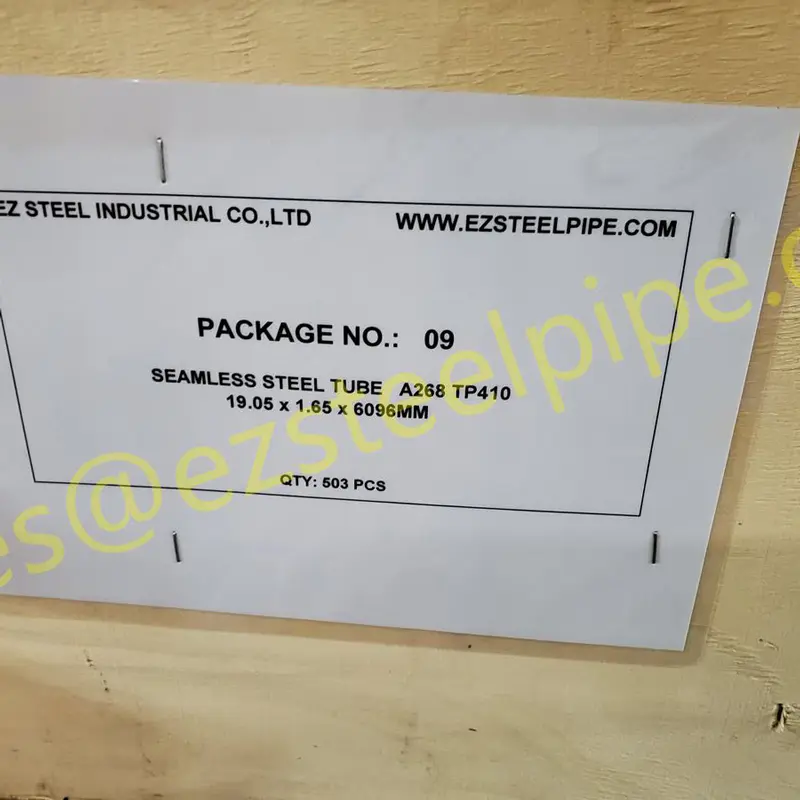 EZ STEEL INDUSTRIAL CO.,LTD WWW.EZSTEELPIPE.COM
PACKAGE NO.: 09
SEAMLESS STEEL TUBE A268 TP410
19.05 x 1.65 x 6096MM
QTY: 503 PCS
es@ezsteelpipe.c